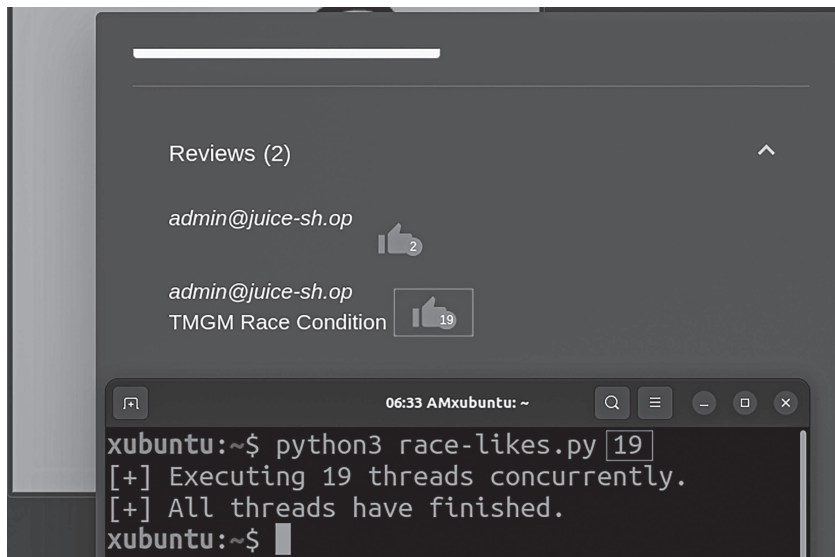 Reviews (2)
admin@juice-sh.op
2
admin@juice-sh.op
TMGM Race Condition
19
06:33 AMxubuntu: ~
xubuntu:~$ python3 race-likes.py 19
[+] Executing 19 threads concurrently.
[+] All threads have finished.
xubuntu:~$